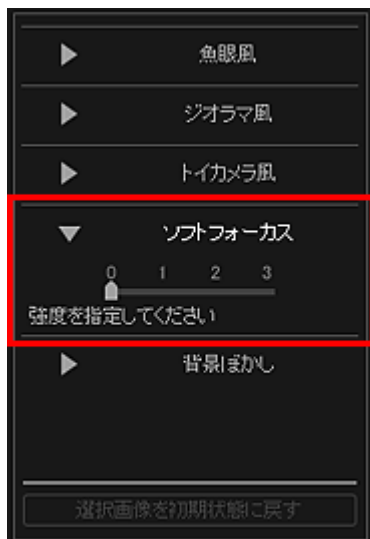 魚眼風
ジオラマ風
トイカメラ風
ソフトフォーカス
0 1 2 3
強度を指定してください
背景ぼかし
選択画像を初期状態に戻す